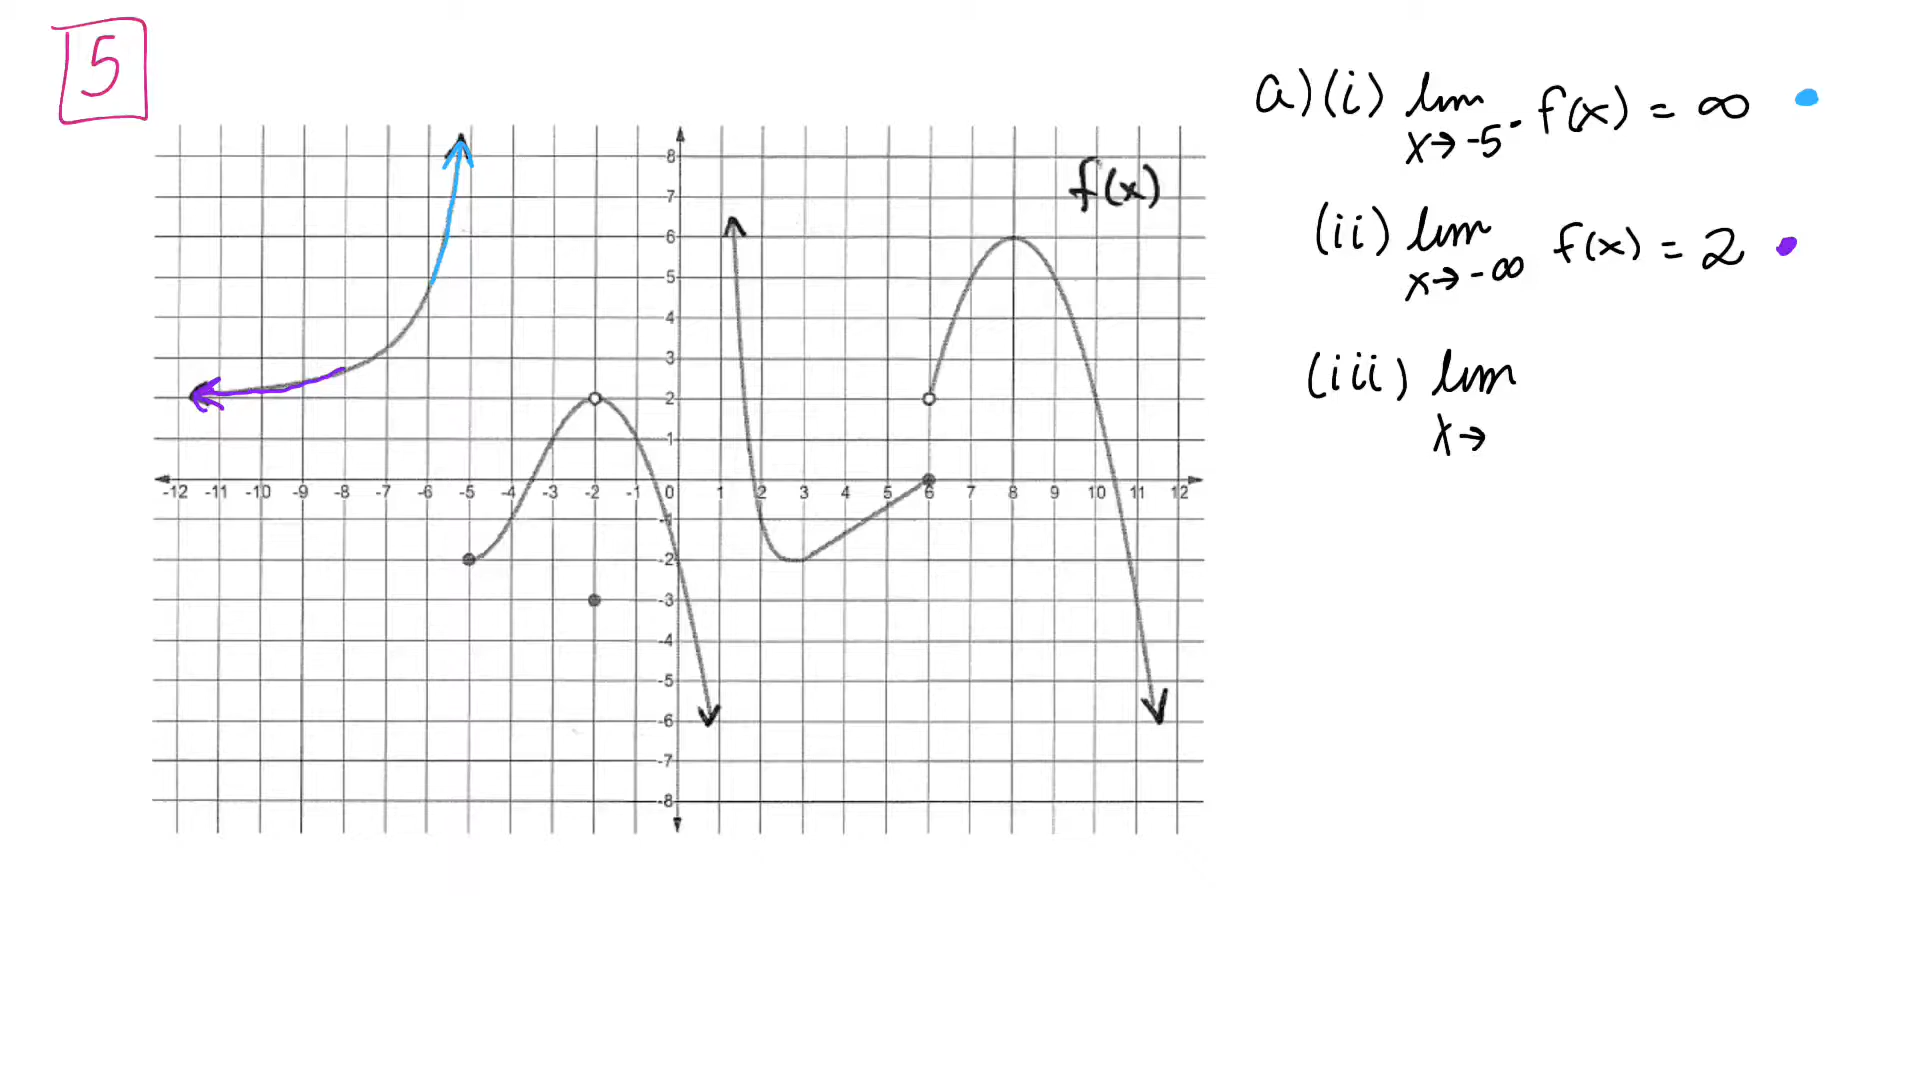 5
a)(i) lim f(x) = ∞
x→-5⁻
f(x)
(ii) lim f(x) = 2
x→-∞
(iii) lim
x→
8
7
6
5
4
3
2
1
-12 -11 -10 -9 -8 -7 -6 -5 -4 -3 -2 -1 0 1 2 3 4 5 6 7 8 9 10 11 12
-1
-2
-3
-4
-5
-6
-7
-8